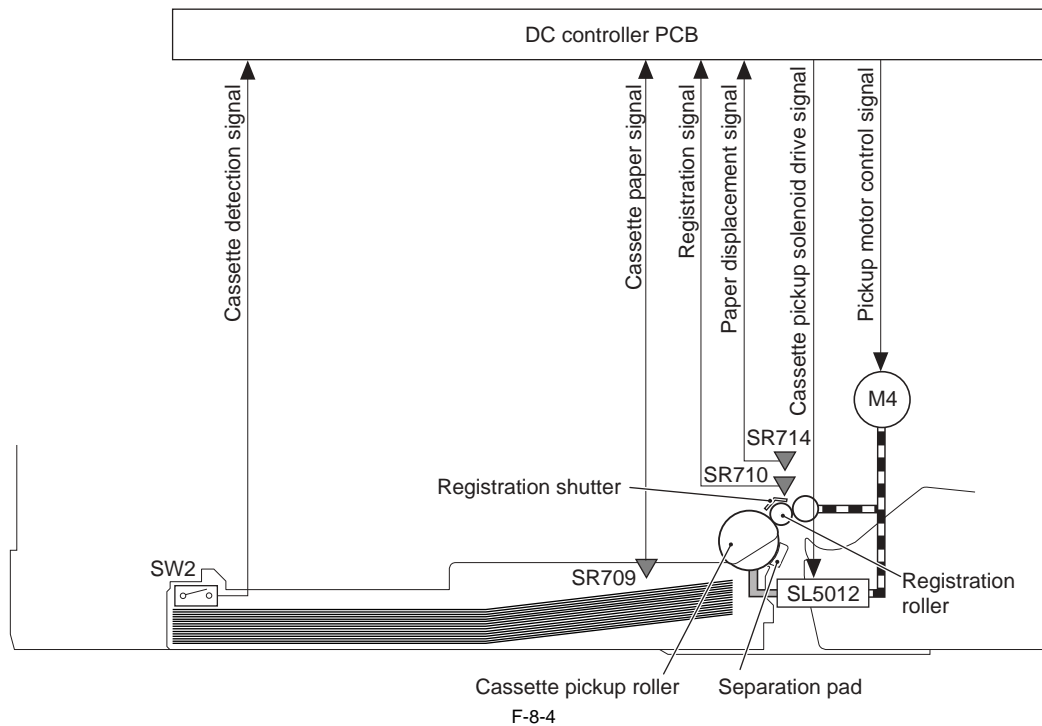 DC controller PCB
Cassette detection signal
Cassette paper signal
Registration signal
Paper displacement signal
Cassette pickup solenoid drive signal
Pickup motor control signal
M4
SR714
SR710
Registration shutter
SW2
SR709
SL5012
Registration
roller
Cassette pickup roller
Separation pad
F-8-4